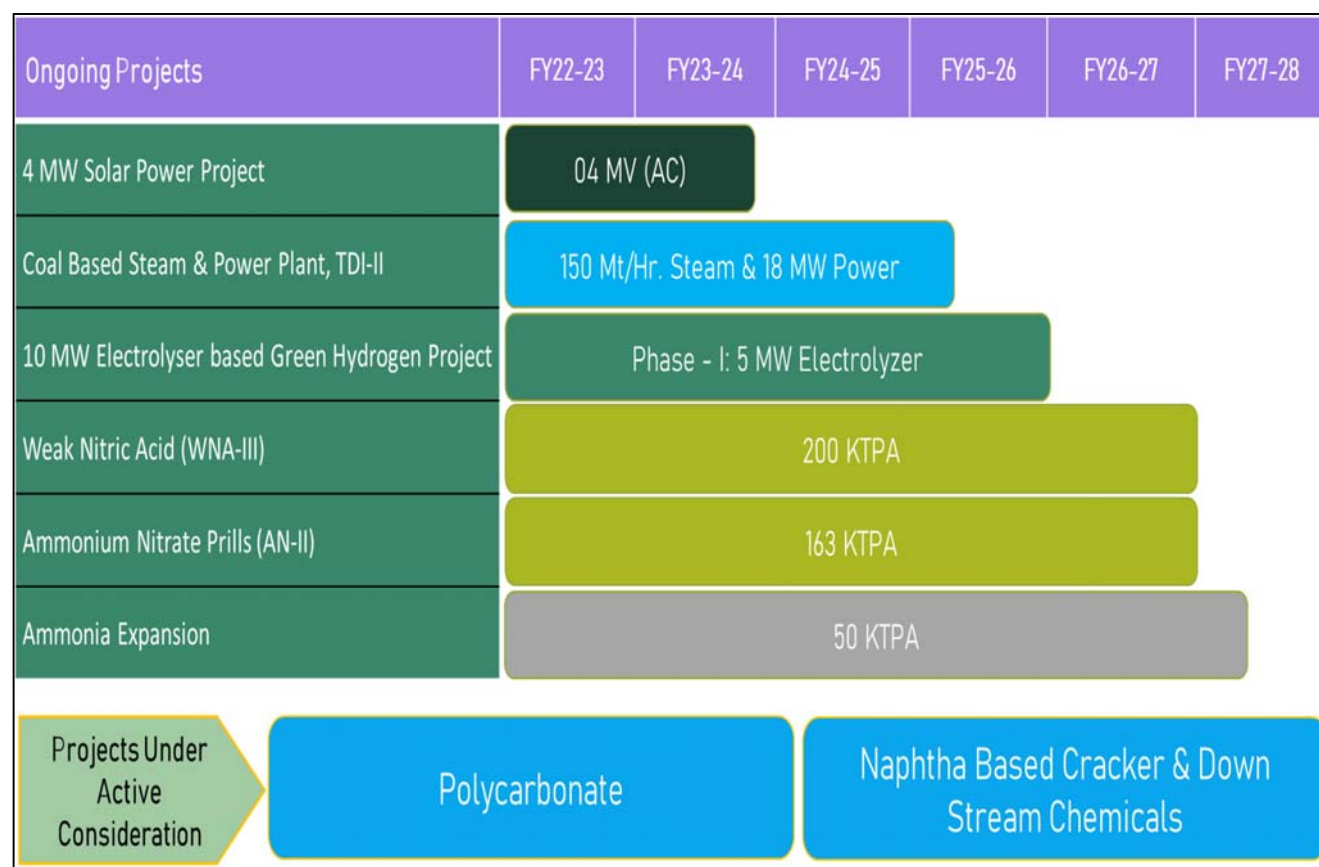 Ongoing Projects FY22-23 FY23-24 FY24-25 FY25-26 FY26-27 FY27-28
4 MW Solar Power Project 04 MV (AC)
Coal Based Steam & Power Plant, TDI-II 150 Mt/Hr. Steam & 18 MW Power
10 MW Electrolyser based Green Hydrogen Project Phase - I: 5 MW Electrolyzer
Weak Nitric Acid (WNA-III) 200 KTPA
Ammonium Nitrate Prills (AN-II) 163 KTPA
Ammonia Expansion 50 KTPA
Projects Under
Active
Consideration
Polycarbonate
Naphtha Based Cracker & Down
Stream Chemicals